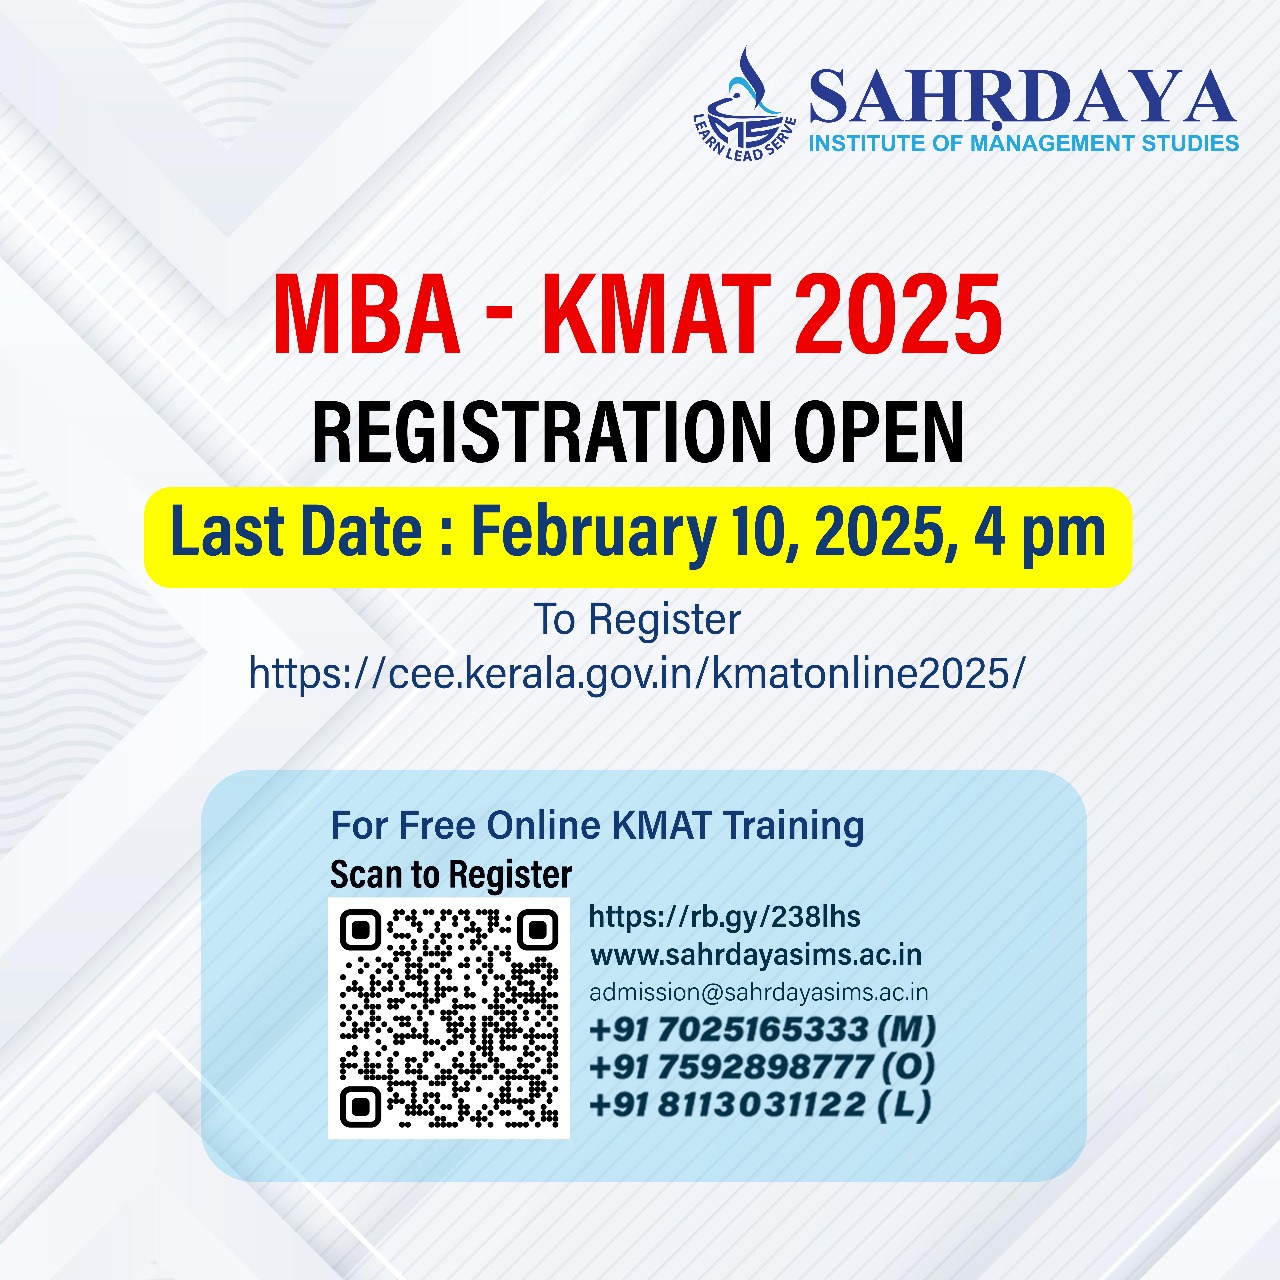 SAHṚDAYA
INSTITUTE OF MANAGEMENT STUDIES
LEARN LEAD SERVE
MBA - KMAT 2025
REGISTRATION OPEN
Last Date : February 10, 2025, 4 pm
To Register
https://cee.kerala.gov.in/kmatonline2025/
For Free Online KMAT Training
Scan to Register
https://rb.gy/238lhs
www.sahrdayasims.ac.in
admission@sahrdayasims.ac.in
+91 7025165333 (M)
+91 7592898777 (O)
+91 8113031122 (L)